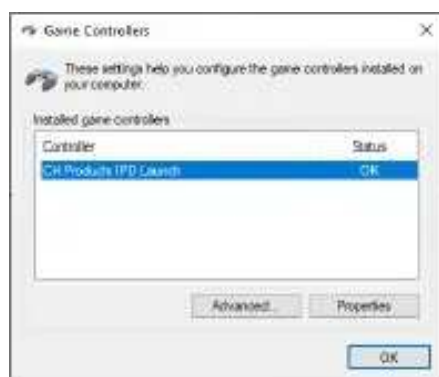 Game Controllers
These settings help you configure the game controllers installed on
your computer.
Installed game controllers
Controller Status
CH Products IPD Launch OK
Advanced... Properties
OK